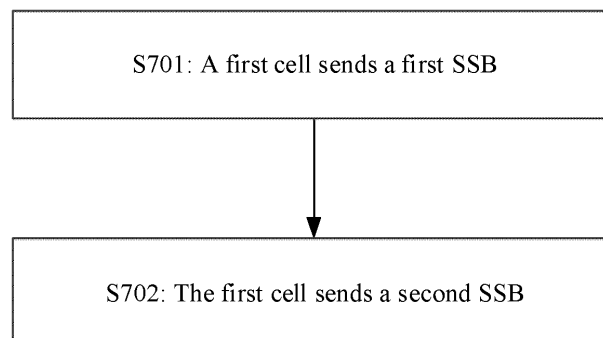 S701: A first cell sends a first SSB
S702: The first cell sends a second SSB